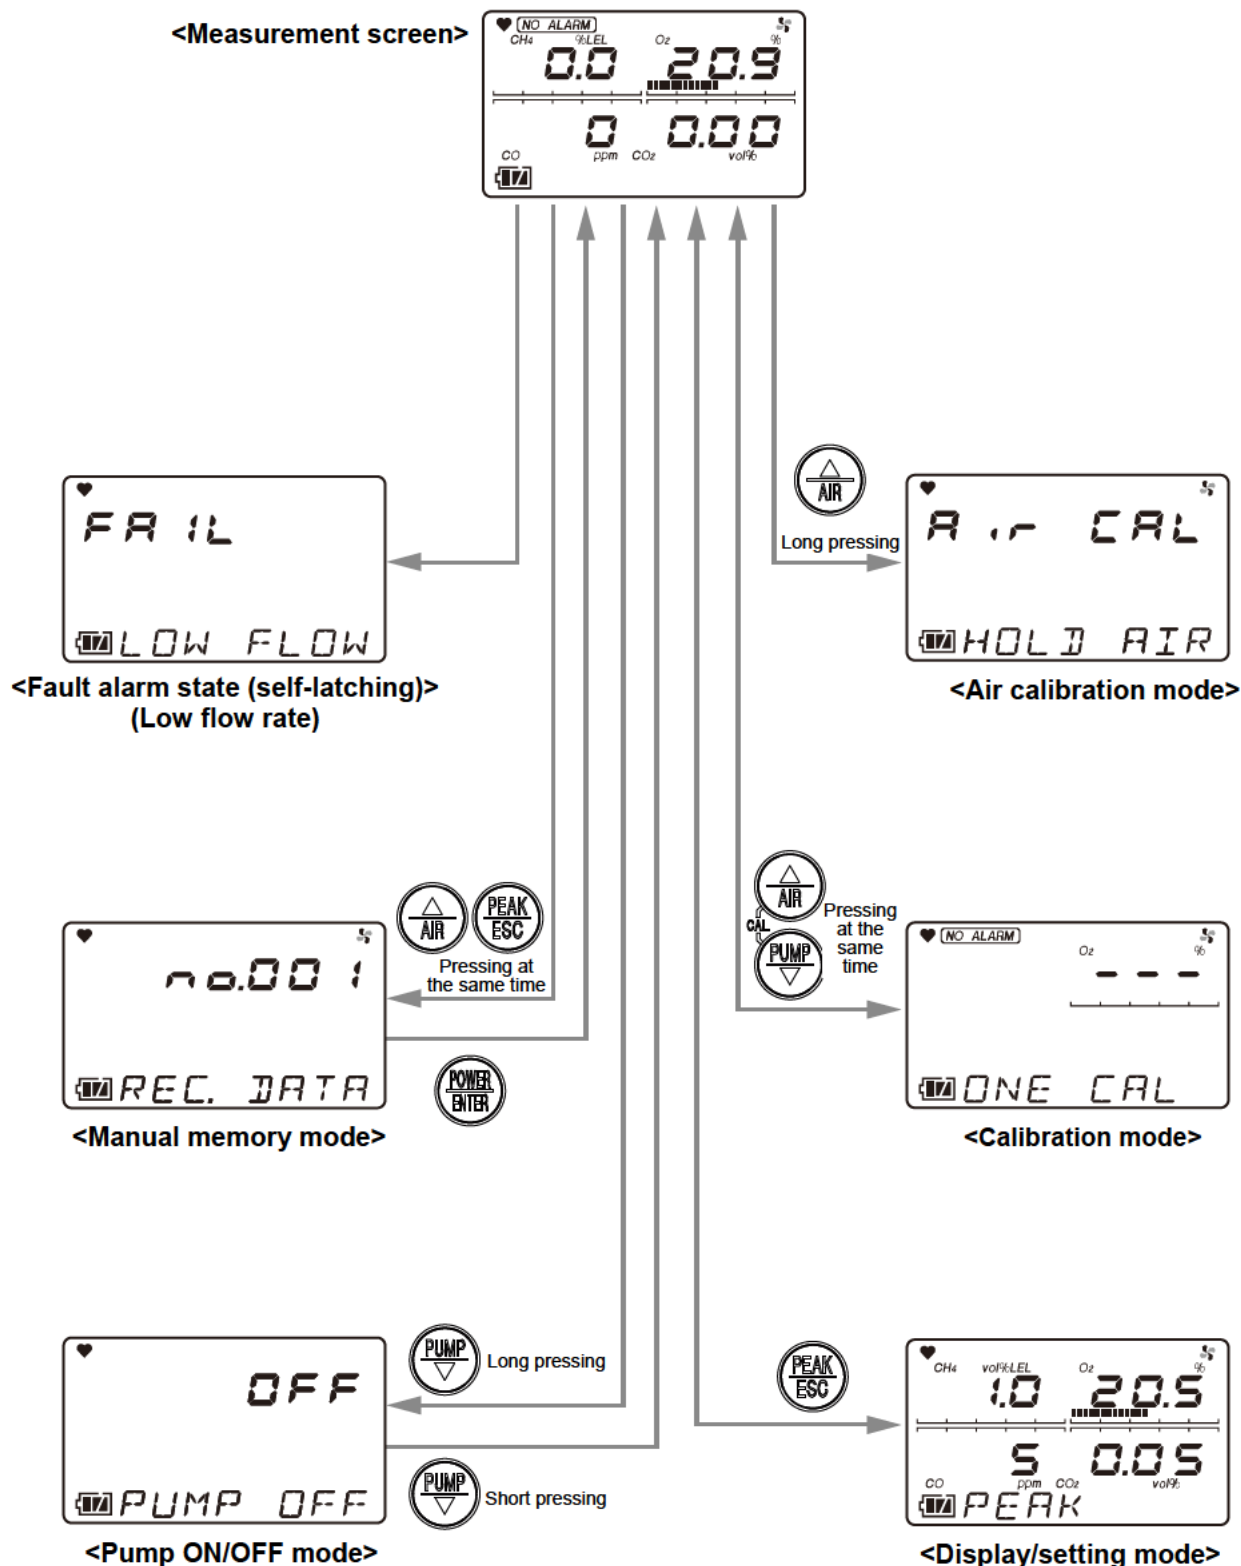 <Measurement screen>
NO ALARM
CH4 %LEL O2 %
0.0 20.9
0 0.00
CO ppm CO2 vol%
AIR
Long pressing
FAIL
LOW FLOW
<Fault alarm state (self-latching)>
(Low flow rate)
Air CAL
HOLD AIR
<Air calibration mode>
AIR PEAK ESC
Pressing at
the same time
no.001
REC. DATA
<Manual memory mode>
POWER
ENTER
AIR
CAL
PUMP
Pressing
at the
same
time
NO ALARM
O2 %
---
ONE CAL
<Calibration mode>
OFF
PUMP OFF
<Pump ON/OFF mode>
PUMP
Long pressing
PUMP
Short pressing
PEAK
ESC
CH4 vol%LEL O2 %
1.0 20.5
5 0.05
CO ppm CO2 vol%
PEAK
<Display/setting mode>